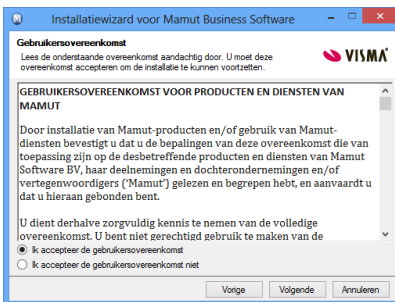 Installatiewizard voor Mamut Business Software
Gebruikersovereenkomst
Lees de onderstaande overeenkomst aandachtig door. U moet deze
overeenkomst accepteren om de installatie te kunnen voortzetten.
VISMA
GEBRUIKERSOVEREENKOMST VOOR PRODUCTEN EN DIENSTEN VAN
MAMUT
Door installatie van Mamut-producten en/of gebruik van Mamut-
diensten bevestigt u dat u de bepalingen van deze overeenkomst die van
toepassing zijn op de desbetreffende producten en diensten van Mamut
Software BV, haar deelnemingen en dochterondernemingen en/of
vertegenwoordigers ('Mamut') gelezen en begrepen hebt, en aanvaardt u
dat u hieraan gebonden bent.
U dient derhalve zorgvuldig kennis te nemen van de volledige
overeenkomst. U bent niet gerechtigd gebruik te maken van de
Ik accepteer de gebruikersovereenkomst
Ik accepteer de gebruikersovereenkomst niet
Vorige Volgende Annuleren